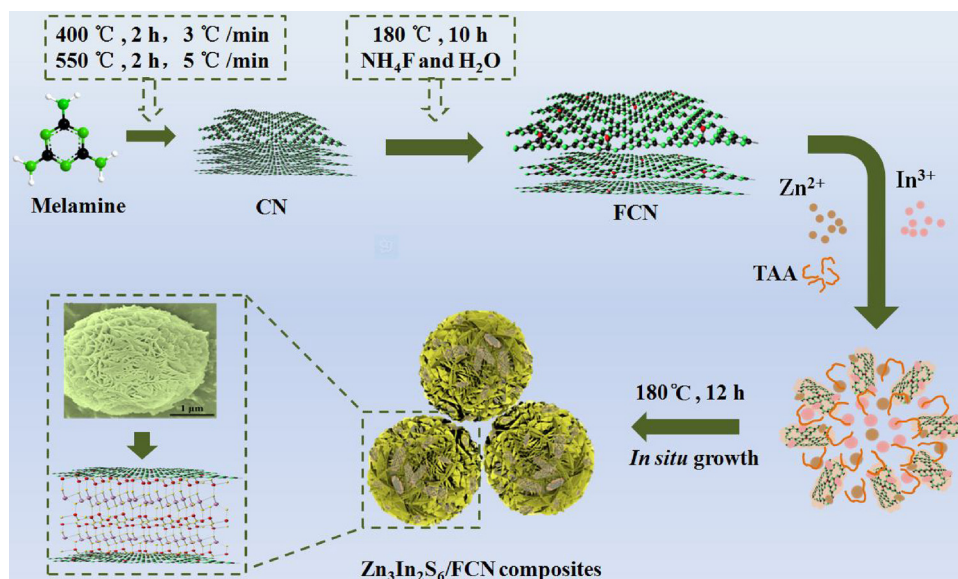 400 ℃ , 2 h， 3 ℃ /min
550 ℃ , 2 h， 5 ℃ /min
180 ℃ , 10 h
NH₄F and H₂O
Melamine
CN
FCN
Zn²⁺
In³⁺
TAA
1 μm
180℃ , 12 h
In situ growth
Zn₃In₂S₆/FCN composites